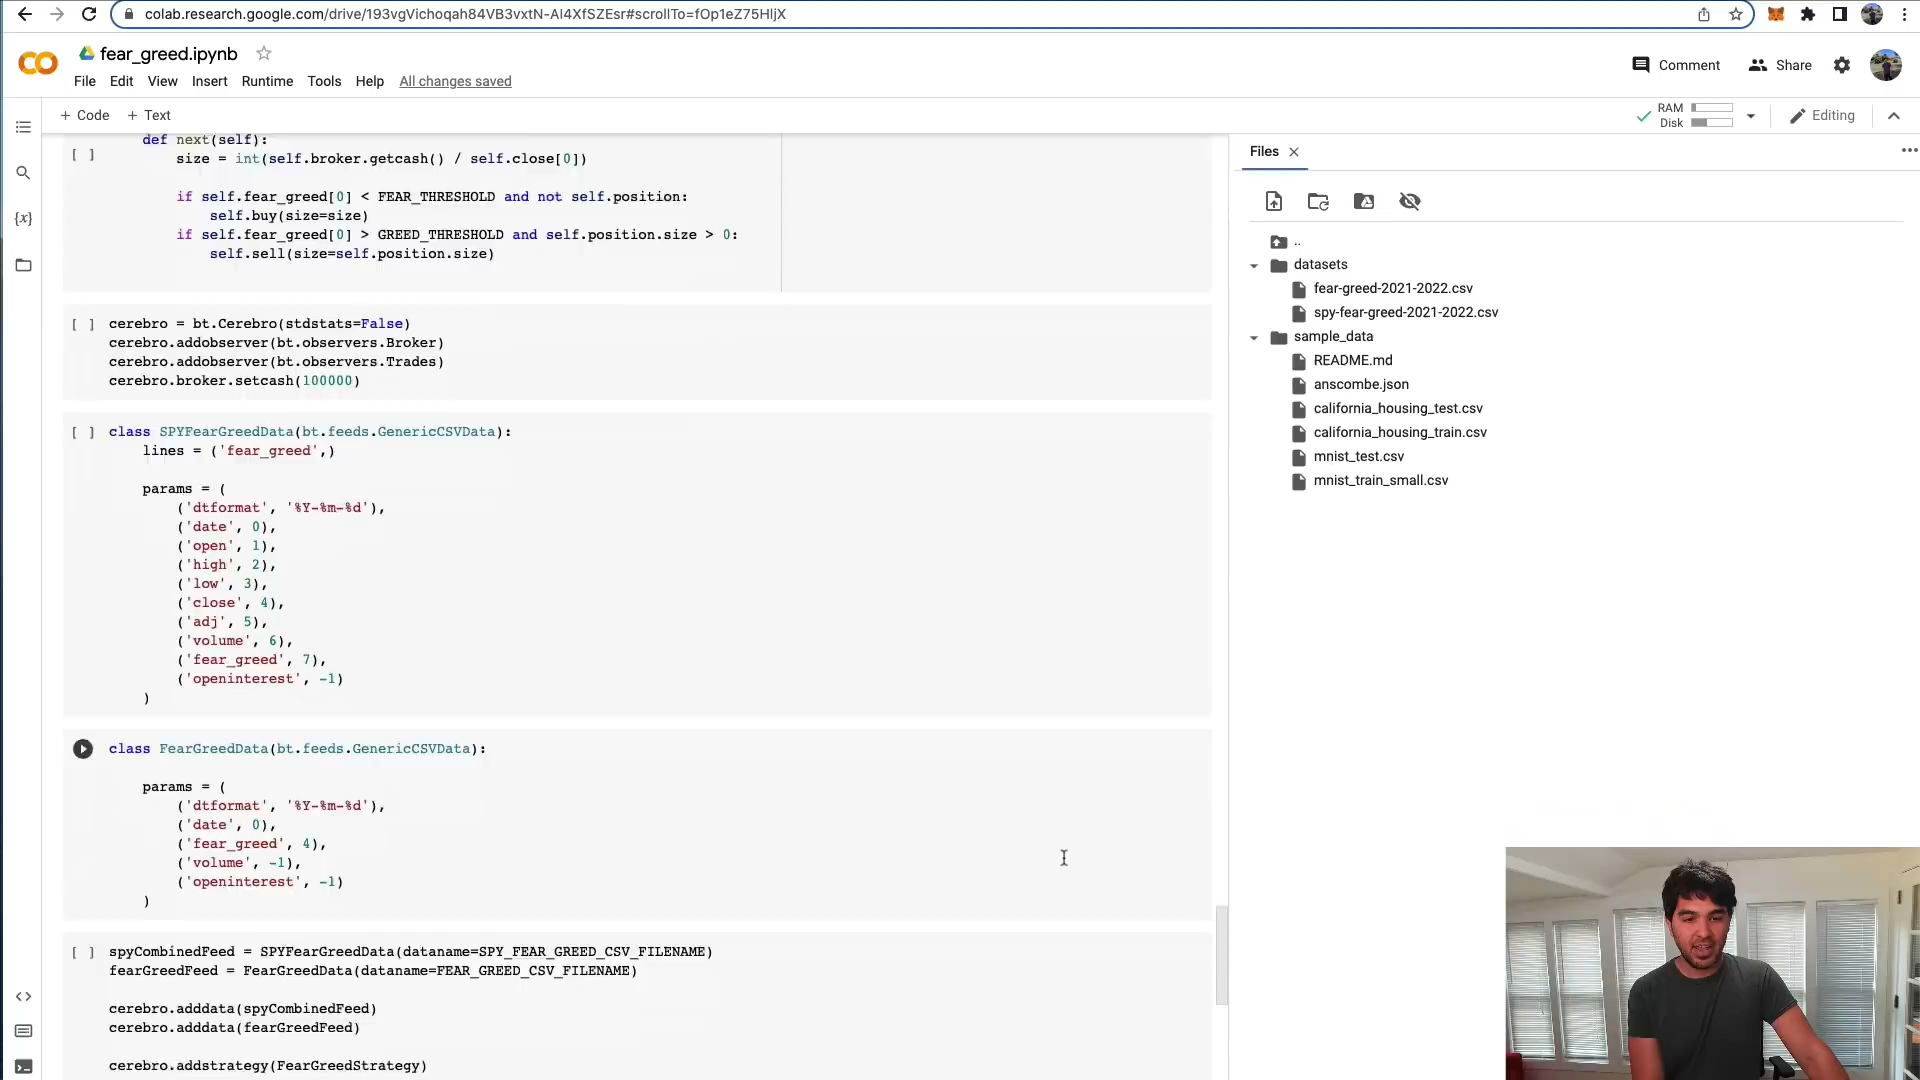 colab.research.google.com/drive/193vgVichoqah84VB3vxtN-AI4XfSZEsr#scrollTo=fOp1eZ75HljX
CO
fear_greed.ipynb
File Edit View Insert Runtime Tools Help All changes saved
Comment
Share
+ Code + Text
RAM
Disk
Editing
def next(self):
[ ]
size = int(self.broker.getcash() / self.close[0])
if self.fear_greed[0] < FEAR_THRESHOLD and not self.position:
self.buy(size=size)
if self.fear_greed[0] > GREED_THRESHOLD and self.position.size > 0:
self.sell(size=self.position.size)
[ ] cerebro = bt.Cerebro(stdstats=False)
cerebro.addobserver(bt.observers.Broker)
cerebro.addobserver(bt.observers.Trades)
cerebro.broker.setcash(100000)
[ ] class SPYFearGreedData(bt.feeds.GenericCSVData):
lines = ('fear_greed',)
params = (
('dtformat', '%Y-%m-%d'),
('date', 0),
('open', 1),
('high', 2),
('low', 3),
('close', 4),
('adj', 5),
('volume', 6),
('fear_greed', 7),
('openinterest', -1)
)
class FearGreedData(bt.feeds.GenericCSVData):
params = (
('dtformat', '%Y-%m-%d'),
('date', 0),
('fear_greed', 4),
('volume', -1),
('openinterest', -1)
)
[ ] spyCombinedFeed = SPYFearGreedData(dataname=SPY_FEAR_GREED_CSV_FILENAME)
fearGreedFeed = FearGreedData(dataname=FEAR_GREED_CSV_FILENAME)
cerebro.adddata(spyCombinedFeed)
cerebro.adddata(fearGreedFeed)
cerebro.addstrategy(FearGreedStrategy)
{x}
Files
..
datasets
fear-greed-2021-2022.csv
spy-fear-greed-2021-2022.csv
sample_data
README.md
anscombe.json
california_housing_test.csv
california_housing_train.csv
mnist_test.csv
mnist_train_small.csv